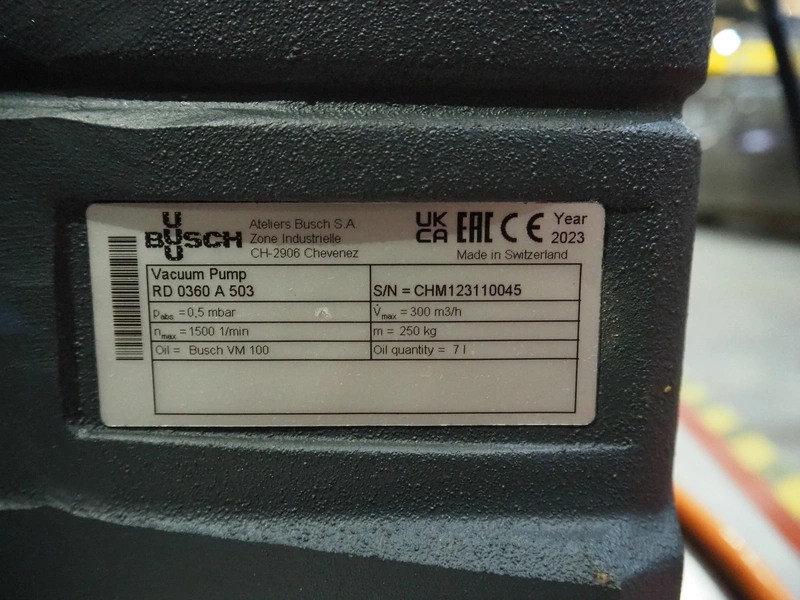 BUSCH
Ateliers Busch S.A
Zone Industrielle
CH-2906 Chevenez
UK
CA EAC CE
Year
2023
Made in Switzerland
Vacuum Pump
RD 0360 A 503
S/N = CHM123110045
pabs = 0,5 mbar
V̇max = 300 m3/h
nmax = 1500 1/min
m = 250 kg
Oil = Busch VM 100
Oil quantity = 7 l